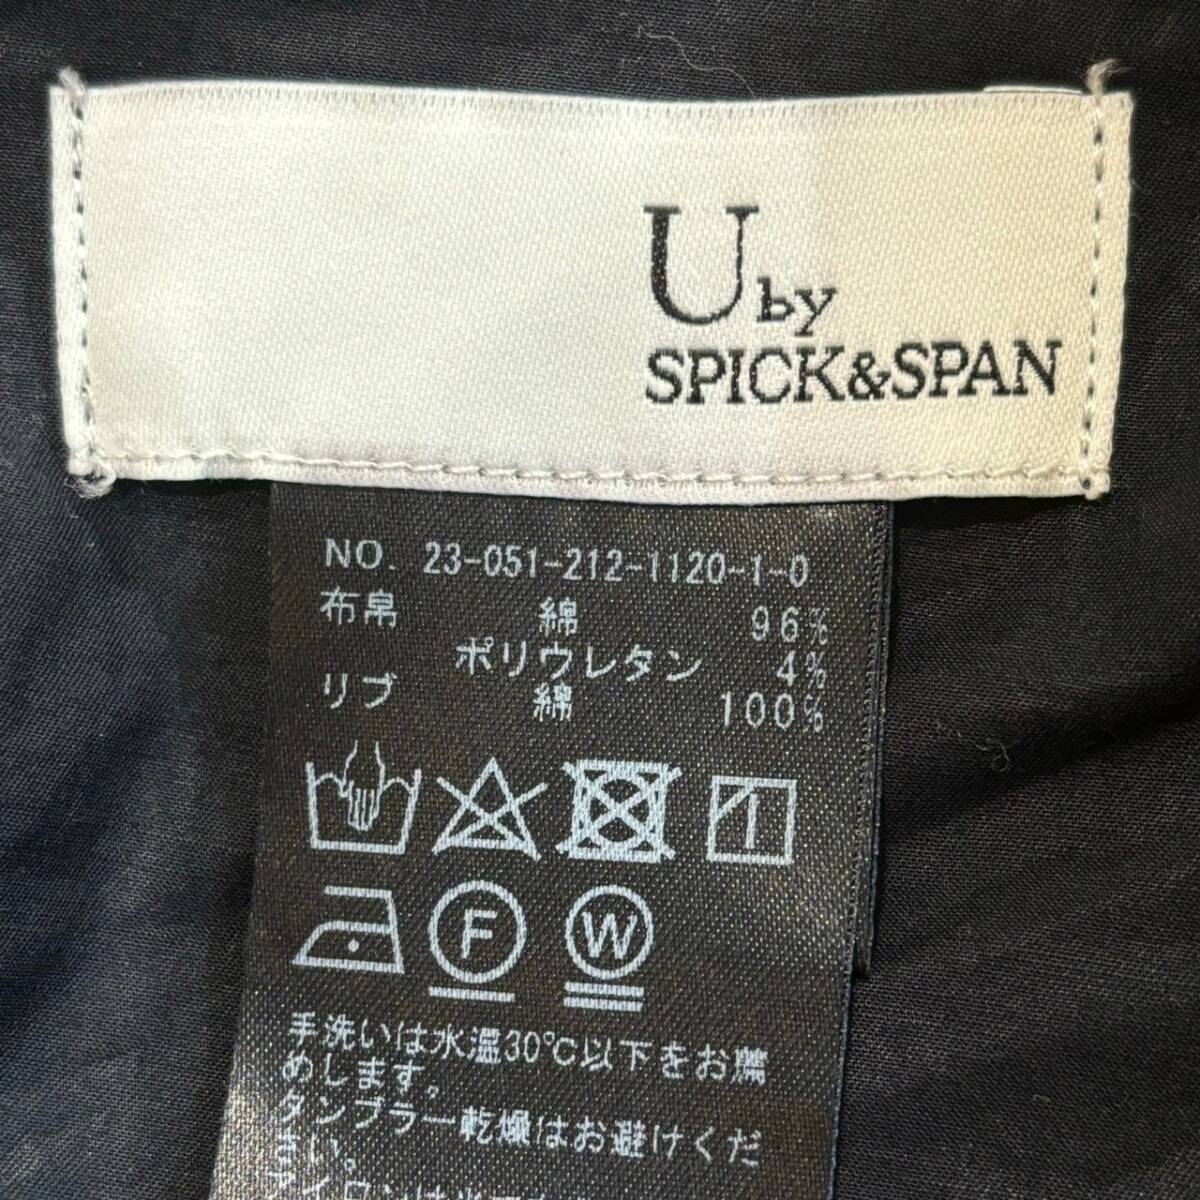 U by
SPICK&SPAN
NO. 23-051-212-1120-1-0
布帛 綿 96%
ポリウレタン 4%
リブ 綿 100%
F W
手洗いは水温30℃以下をお薦
めします。
タンブラー乾燥はお避けくだ
さい。